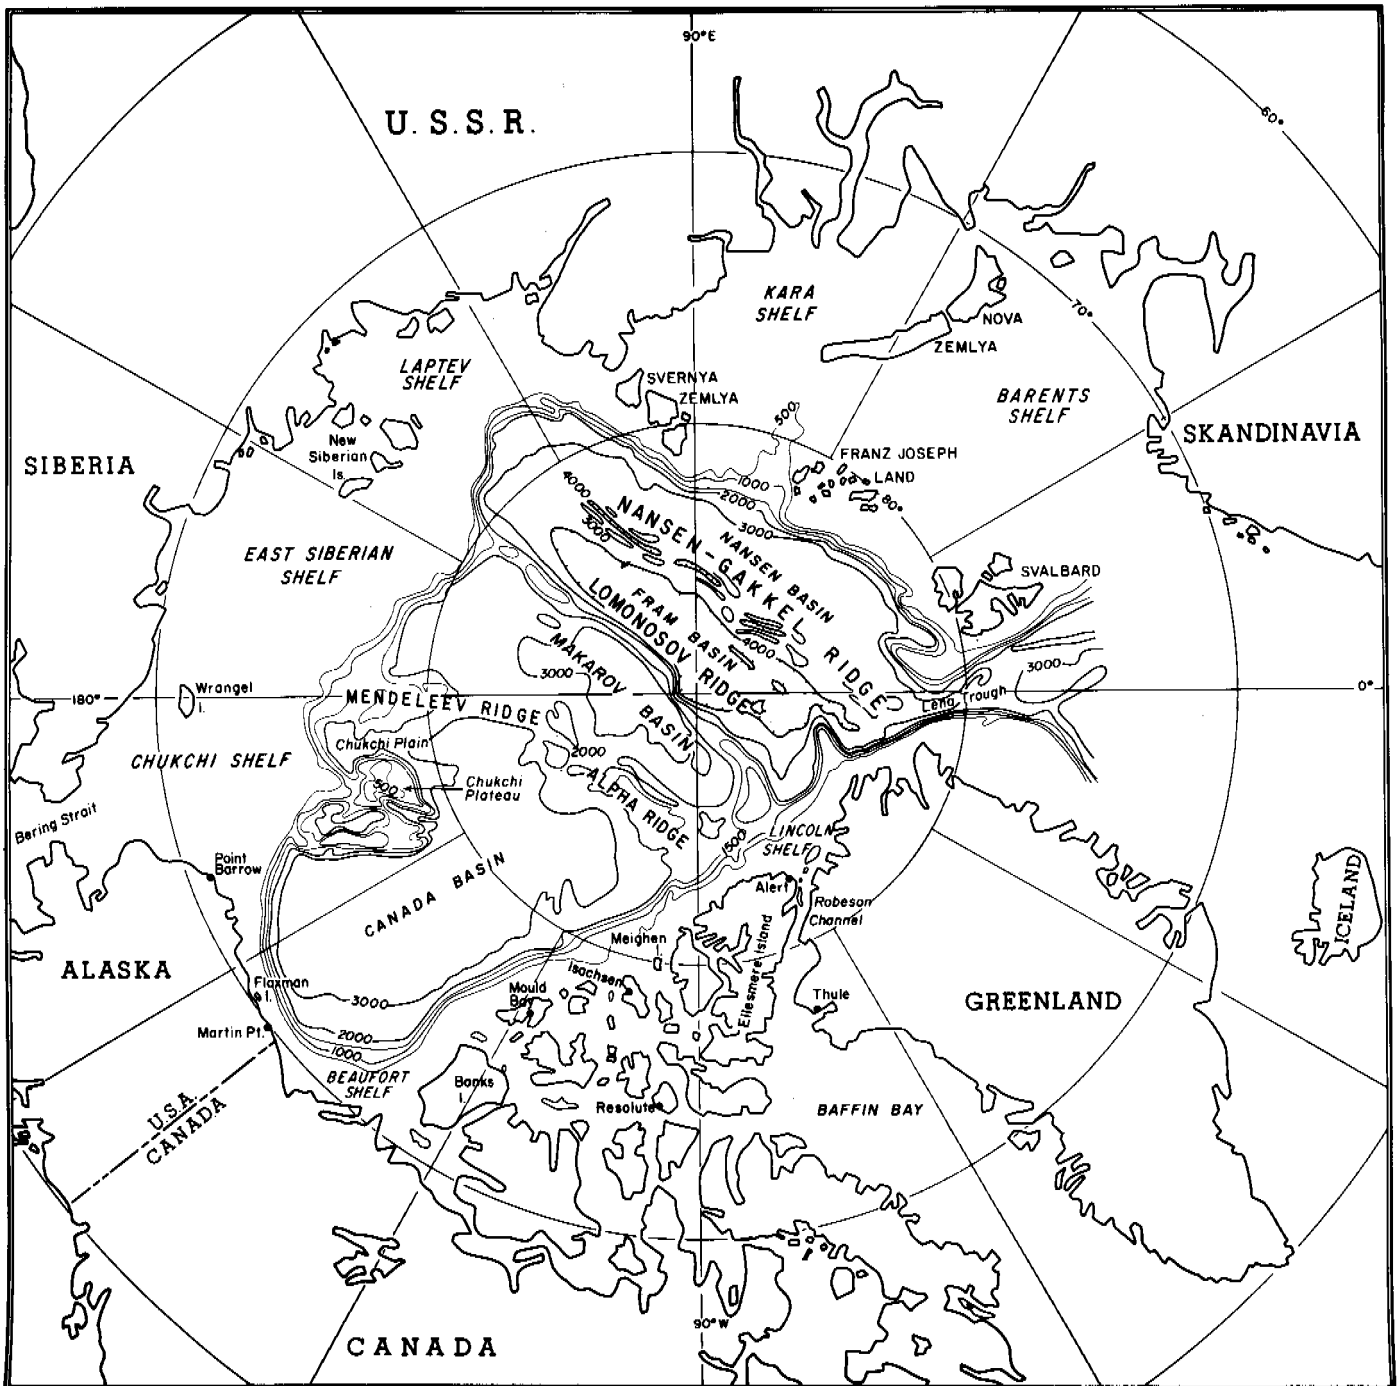 90°E
U.S.S.R.
60°
KARA
SHELF
70°
NOVA
ZEMLYA
LAPTEV
SHELF
SVERNYA
ZEMLYA
BARENTS
SHELF
500
New
Siberian
Is.
SIBERIA
SKANDINAVIA
FRANZ JOSEPH
LAND
80°
1000
2000
3000
4000
3000
NANSEN-GAKKEL RIDGE
NANSEN BASIN
EAST SIBERIAN
SHELF
SVALBARD
FRAM BASIN
LOMONOSOV RIDGE
4000
MAKAROV BASIN
3000
3000
180°
Wrangel
I.
MENDELEEV RIDGE
Lena Trough
0°
CHUKCHI SHELF
Chukchi Plain
2000
500
Chukchi
Plateau
ALPHA RIDGE
Bering Strait
1500
LINCOLN
SHELF
Point
Barrow
CANADA BASIN
Alert
Robeson
Channel
ICELAND
Meighen
I.
ALASKA
Isachsen
Ellesmere Island
Flaxman
I.
3000
Mould
Bay
Thule
GREENLAND
Martin Pt.
2000
1000
BEAUFORT
SHELF
Banks
I.
Resolute
BAFFIN BAY
U.S.A.
CANADA
90°W
CANADA